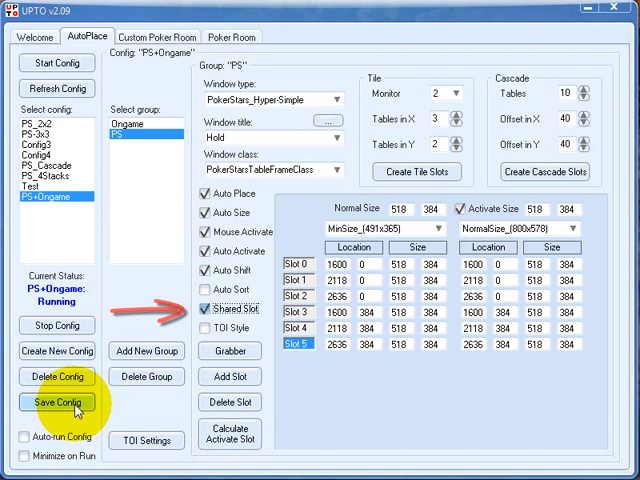 UPTO v2.09
Welcome
AutoPlace
Custom Poker Room
Poker Room
Start Config
Refresh Config
Select config:
PS_2x2
PS-3x3
Config3
Config4
PS_Cascade
PS_4Stacks
Test
PS+Ongame
Current Status:
PS+Ongame:
Running
Stop Config
Create New Config
Delete Config
Save Config
Auto-run Config
Minimize on Run
Config: "PS+Ongame"
Select group:
Ongame
PS
Add New Group
Delete Group
TOI Settings
Group: "PS"
Window type:
PokerStars_Hyper-Simple
Window title:
...
Hold
Window class:
PokerStarsTableFrameClass
Auto Place
Auto Size
Mouse Activate
Auto Activate
Auto Shift
Auto Sort
Shared Slot
TOI Style
Grabber
Add Slot
Delete Slot
Calculate
Activate Slot
Tile
Monitor 2
Tables in X 3
Tables in Y 2
Create Tile Slots
Cascade
Tables 10
Offset in X 40
Offset in Y 40
Create Cascade Slots
Normal Size 518 384 Activate Size 518 384
MinSize_(491x365) NormalSize_(800x578)
Location Size Location Size
Slot 0 1600 0 518 384 1600 0 518 384
Slot 1 2118 0 518 384 2118 0 518 384
Slot 2 2636 0 518 384 2636 0 518 384
Slot 3 1600 384 518 384 1600 384 518 384
Slot 4 2118 384 518 384 2118 384 518 384
Slot 5 2636 384 518 384 2636 384 518 384